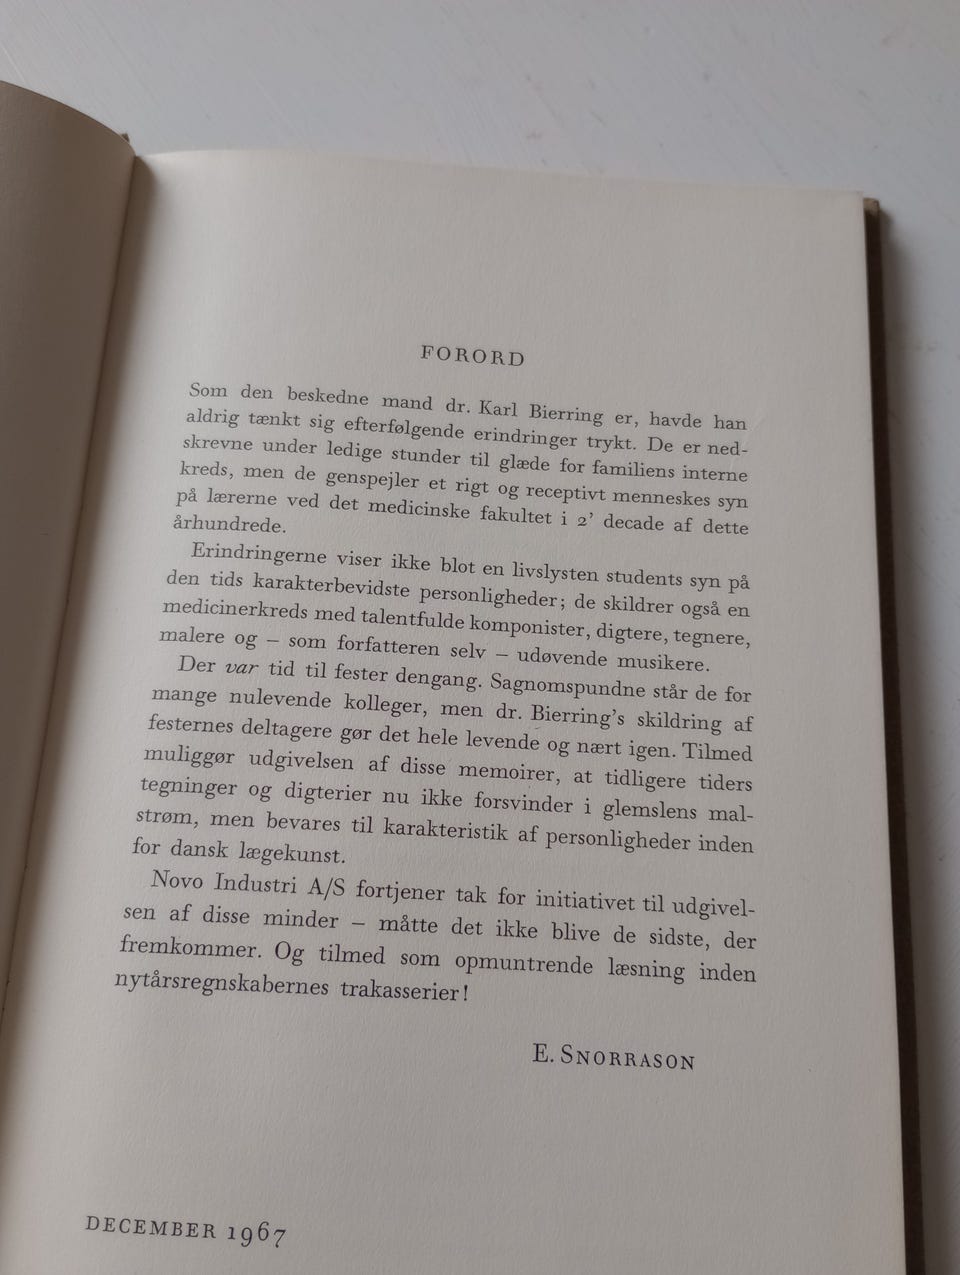 FORORD
Som den beskedne mand dr. Karl Bierring er, havde han
aldrig tænkt sig efterfølgende erindringer trykt. De er ned-
skrevne under ledige stunder til glæde for familiens interne
kreds, men de genspejler et rigt og receptivt menneskes syn
på lærerne ved det medicinske fakultet i 2' decade af dette
århundrede.
Erindringerne viser ikke blot en livslysten students syn på
den tids karakterbevidste personligheder; de skildrer også en
medicinerkreds med talentfulde komponister, digtere, tegnere,
malere og – som forfatteren selv – udøvende musikere.
Der var tid til fester dengang. Sagnomspundne står de for
mange nulevende kolleger, men dr. Bierring's skildring af
festernes deltagere gør det hele levende og nært igen. Tilmed
muliggør udgivelsen af disse memoirer, at tidligere tiders
tegninger og digterier nu ikke forsvinder i glemslens mal-
strøm, men bevares til karakteristik af personligheder inden
for dansk lægekunst.
Novo Industri A/S fortjener tak for initiativet til udgivel-
sen af disse minder – måtte det ikke blive de sidste, der
fremkommer. Og tilmed som opmuntrende læsning inden
nytårsregnskabernes trakasserier!
E. SNORRASON
DECEMBER 1967